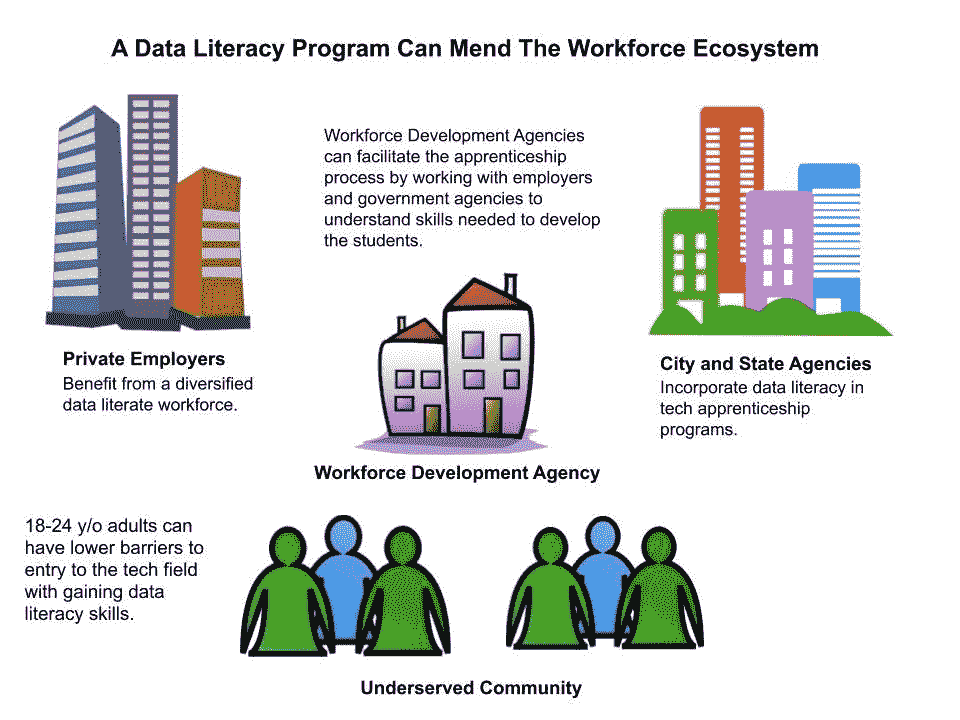 A Data Literacy Program Can Mend The Workforce Ecosystem
Workforce Development Agencies
can facilitate the apprenticeship
process by working with employers
and government agencies to
understand skills needed to develop
the students.
Private Employers
Benefit from a diversified
data literate workforce.
City and State Agencies
Incorporate data literacy in
tech apprenticeship
programs.
Workforce Development Agency
18-24 y/o adults can
have lower barriers to
entry to the tech field
with gaining data
literacy skills.
Underserved Community